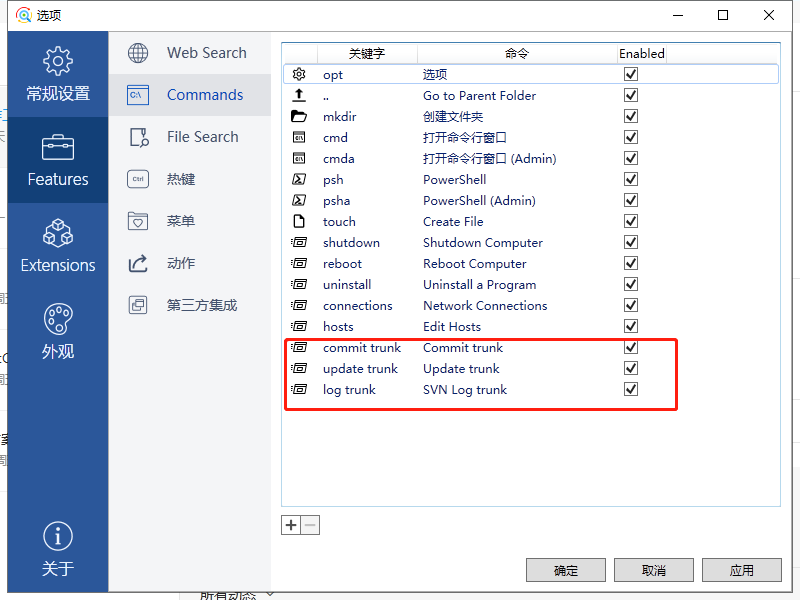 选项
常规设置
Features
Extensions
外观
关于
Web Search
C:\
Commands
File Search
Ctrl
热键
菜单
动作
第三方集成
关键字 命令 Enabled
opt 选项
.. Go to Parent Folder
mkdir 创建文件夹
cmd 打开命令行窗口
cmda 打开命令行窗口 (Admin)
psh PowerShell
psha PowerShell (Admin)
touch Create File
shutdown Shutdown Computer
reboot Reboot Computer
uninstall Uninstall a Program
connections Network Connections
hosts Edit Hosts
commit trunk Commit trunk
update trunk Update trunk
log trunk SVN Log trunk
确定 取消 应用
所有动态